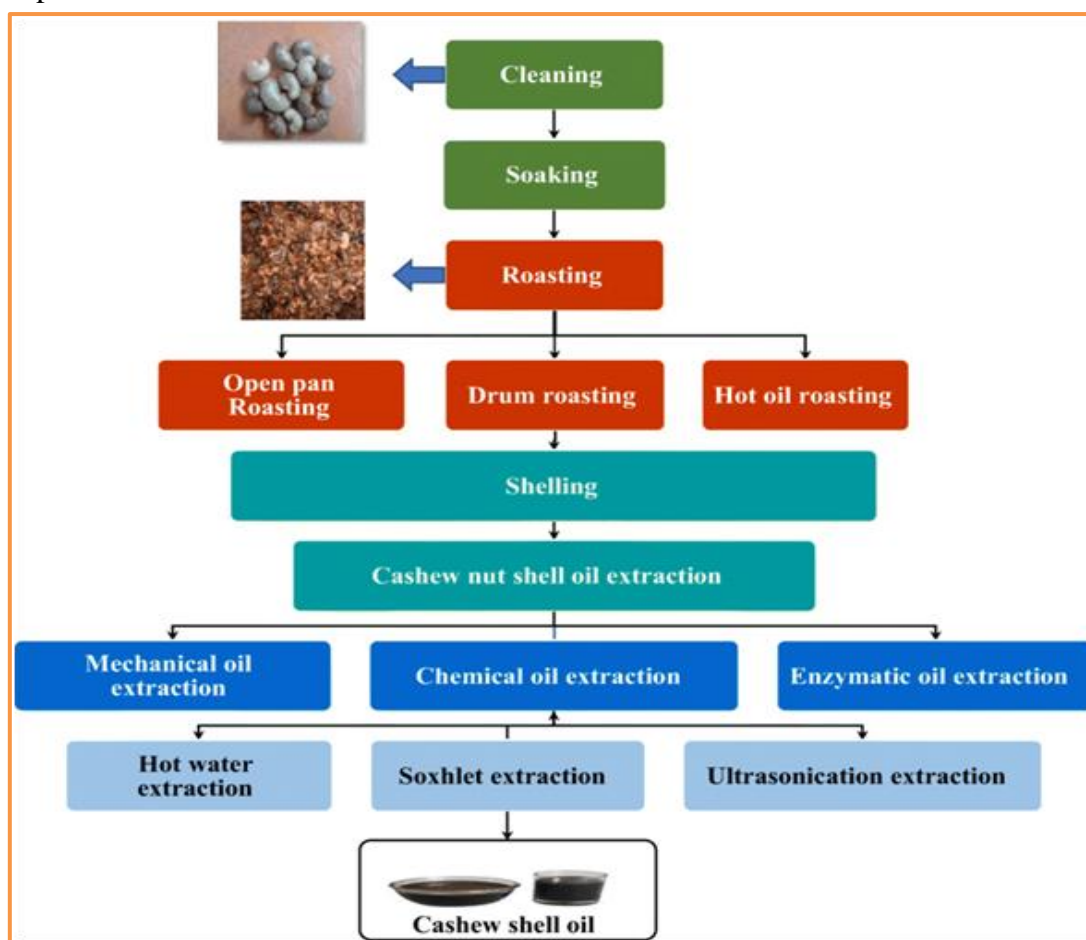 Cleaning
Soaking
Roasting
Open pan
Roasting
Drum roasting
Hot oil roasting
Shelling
Cashew nut shell oil extraction
Mechanical oil
extraction
Chemical oil extraction
Enzymatic oil extraction
Hot water
extraction
Soxhlet extraction
Ultrasonication extraction
Cashew shell oil